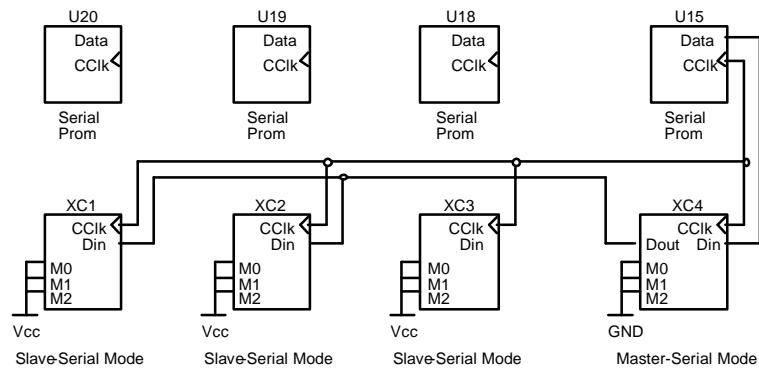 U20 U19 U18 U15
Data Data Data Data
CClk CClk CClk CClk
Serial Serial Serial Serial
Prom Prom Prom Prom
XC1 XC2 XC3 XC4
CClk CClk CClk CClk
Din Din Din Dout Din
M0 M0 M0 M0
M1 M1 M1 M1
M2 M2 M2 M2
Vcc Vcc Vcc GND
Slave-Serial Mode Slave-Serial Mode Slave-Serial Mode Master-Serial Mode